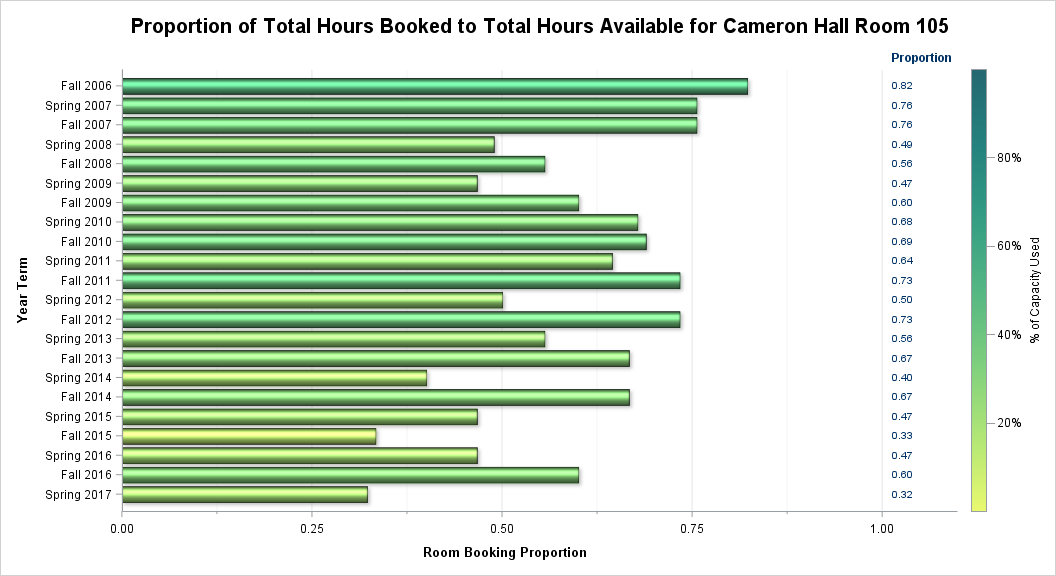 Proportion of Total Hours Booked to Total Hours Available for Cameron Hall Room 105
Proportion
Fall 2006 0.82
Spring 2007 0.76
Fall 2007 0.76
Spring 2008 0.49
Fall 2008 0.56
Spring 2009 0.47
Fall 2009 0.60
Spring 2010 0.68
Fall 2010 0.69
Spring 2011 0.64
Fall 2011 0.73
Spring 2012 0.50
Fall 2012 0.73
Spring 2013 0.56
Fall 2013 0.67
Spring 2014 0.40
Fall 2014 0.67
Spring 2015 0.47
Fall 2015 0.33
Spring 2016 0.47
Fall 2016 0.60
Spring 2017 0.32
Year Term
0.00 0.25 0.50 0.75 1.00
Room Booking Proportion
80%
60%
40%
20%
% of Capacity Used